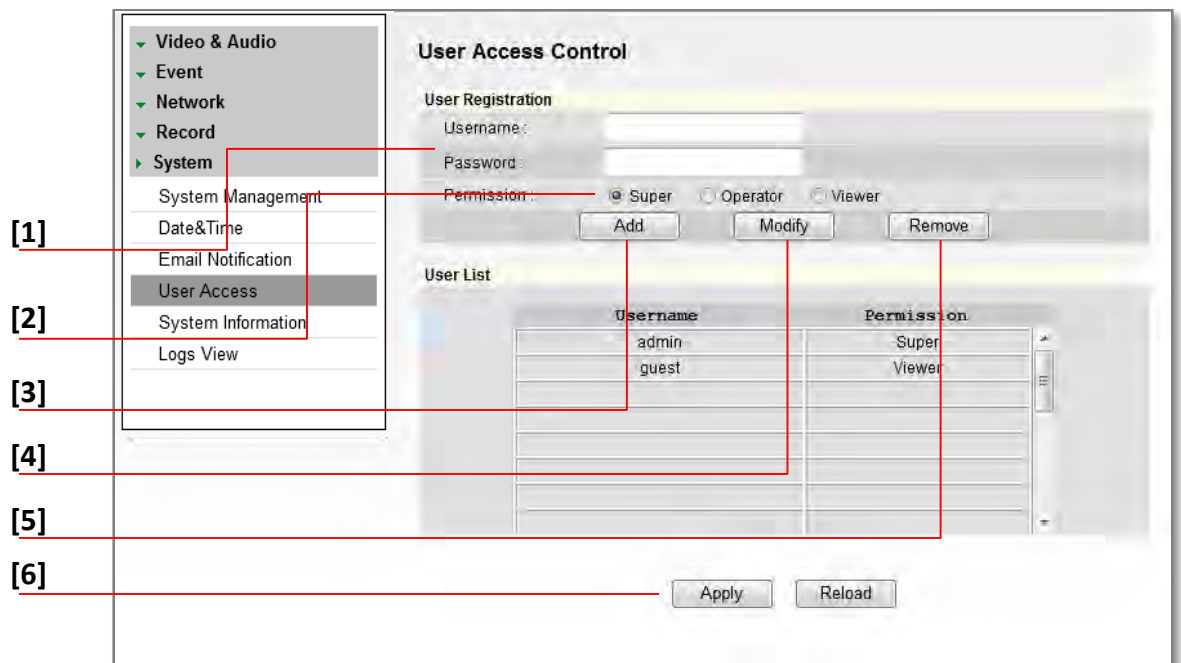 Video & Audio
Event
Network
Record
System
System Management
Date&Time
Email Notification
User Access
System Information
Logs View
[1]
[2]
[3]
[4]
[5]
[6]
User Access Control
User Registration
Username :
Password :
Permission : Super Operator Viewer
Add Modify Remove
User List
Username Permission
admin Super
guest Viewer
Apply Reload